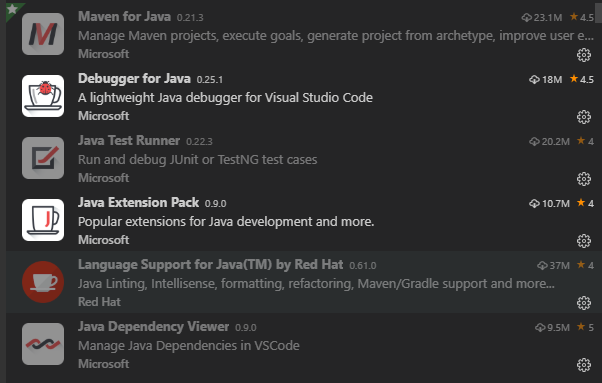 Maven for Java 0.21.3 23.1M 4.5
Manage Maven projects, execute goals, generate project from archetype, improve user e...
Microsoft
Debugger for Java 0.25.1 18M 4.5
A lightweight Java debugger for Visual Studio Code
Microsoft
Java Test Runner 0.22.3 20.2M 4
Run and debug JUnit or TestNG test cases
Microsoft
Java Extension Pack 0.9.0 10.7M 4
Popular extensions for Java development and more.
Microsoft
Language Support for Java(TM) by Red Hat 0.61.0 37M 4
Java Linting, Intellisense, formatting, refactoring, Maven/Gradle support and more...
Red Hat
Java Dependency Viewer 0.9.0 9.5M 5
Manage Java Dependencies in VSCode
Microsoft